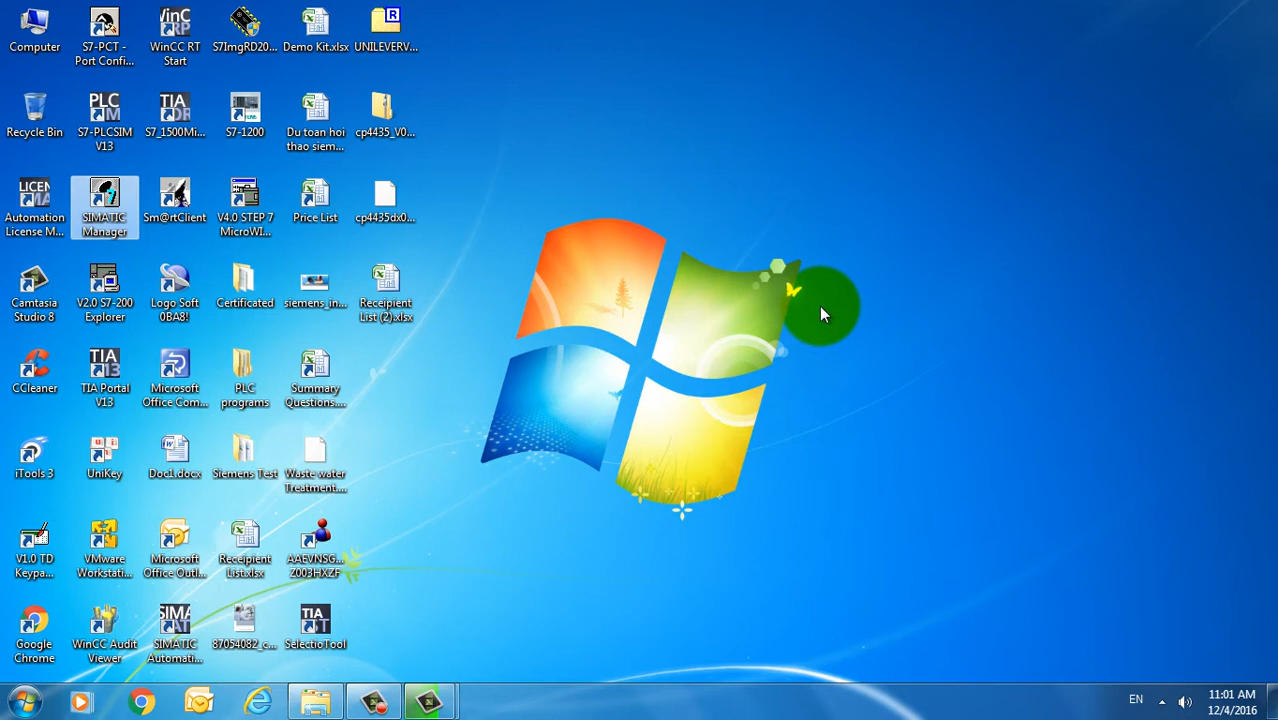 Computer
S7-PCT -
Port Confi...
WinCC RT
Start
S7ImgRD20...
Demo Kit.xlsx
UNILEVERV...
Recycle Bin
S7-PLCSIM
V13
S7_1500Mi...
S7-1200
Du toan hoi
thao siem...
cp4435_V0...
Automation
License M...
SIMATIC
Manager
Sm@rtClient
V4.0 STEP 7
MicroWI...
Price List
cp4435dx0...
Camtasia
Studio 8
V2.0 S7-200
Explorer
Logo Soft
0BA8!
Certificated
siemens_in...
Receipient
List (2).xlsx
CCleaner
TIA Portal
V13
Microsoft
Office Com...
PLC
programs
Summary
Questions....
iTools 3
UniKey
Doc1.docx
Siemens Test
Waste water
Treatment....
V1.0 TD
Keypa...
VMware
Workstati...
Microsoft
Office Outl...
Receipient
List.xlsx
AAEVNSG...
Z003HXZF
Google
Chrome
WinCC Audit
Viewer
SIMATIC
Automati...
87054082_c...
SelectioTool
EN
11:01 AM
12/4/2016